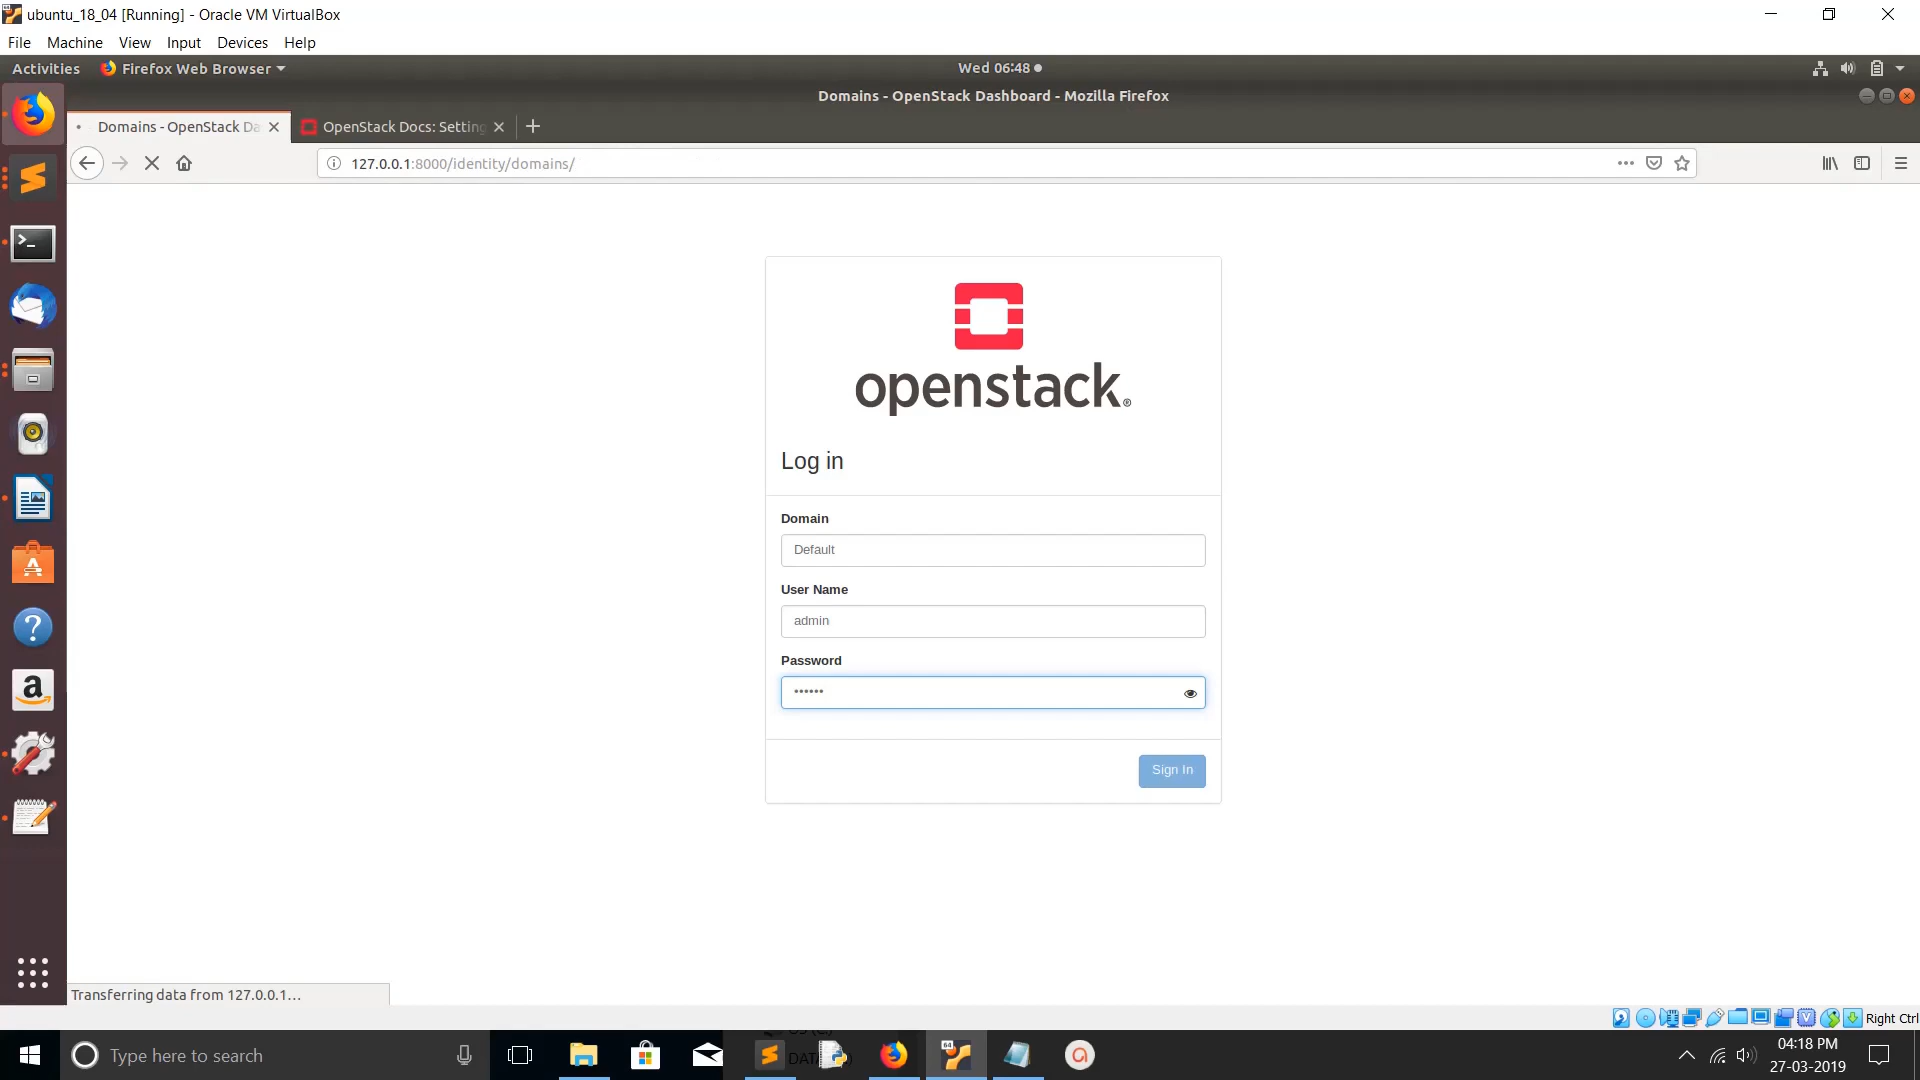 ubuntu_18_04 [Running] - Oracle VM VirtualBox
File Machine View Input Devices Help
Activities Firefox Web Browser Wed 06:48
Domains - OpenStack Dashboard - Mozilla Firefox
Domains - OpenStack Da OpenStack Docs: Setting
127.0.0.1:8000/identity/domains/
openstack®
Log in
Domain
Default
User Name
admin
Password
••••••
Sign In
Transferring data from 127.0.0.1…
Right Ctrl
Type here to search
04:18 PM
27-03-2019